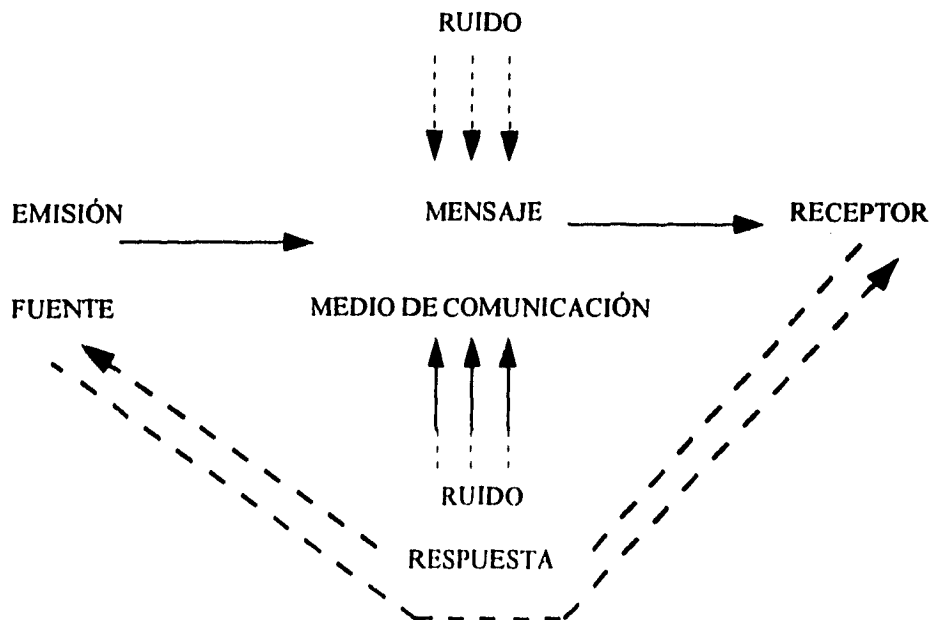 RUIDO
EMISIÓN
MENSAJE
RECEPTOR
FUENTE
MEDIO DE COMUNICACIÓN
RUIDO
RESPUESTA